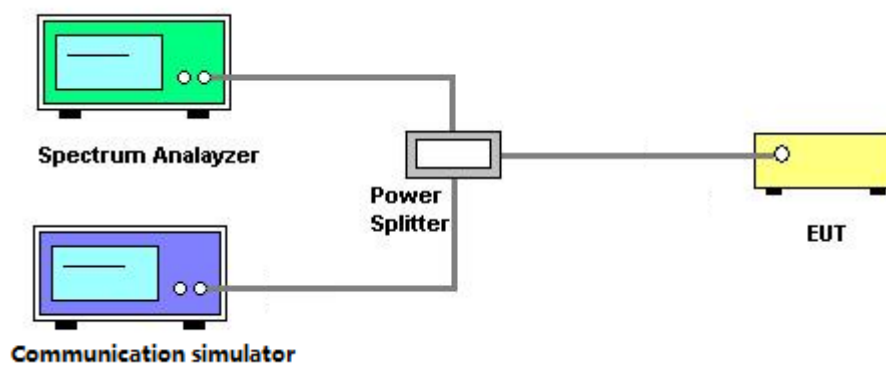 Spectrum Analayzer
Power
Splitter
EUT
Communication simulator